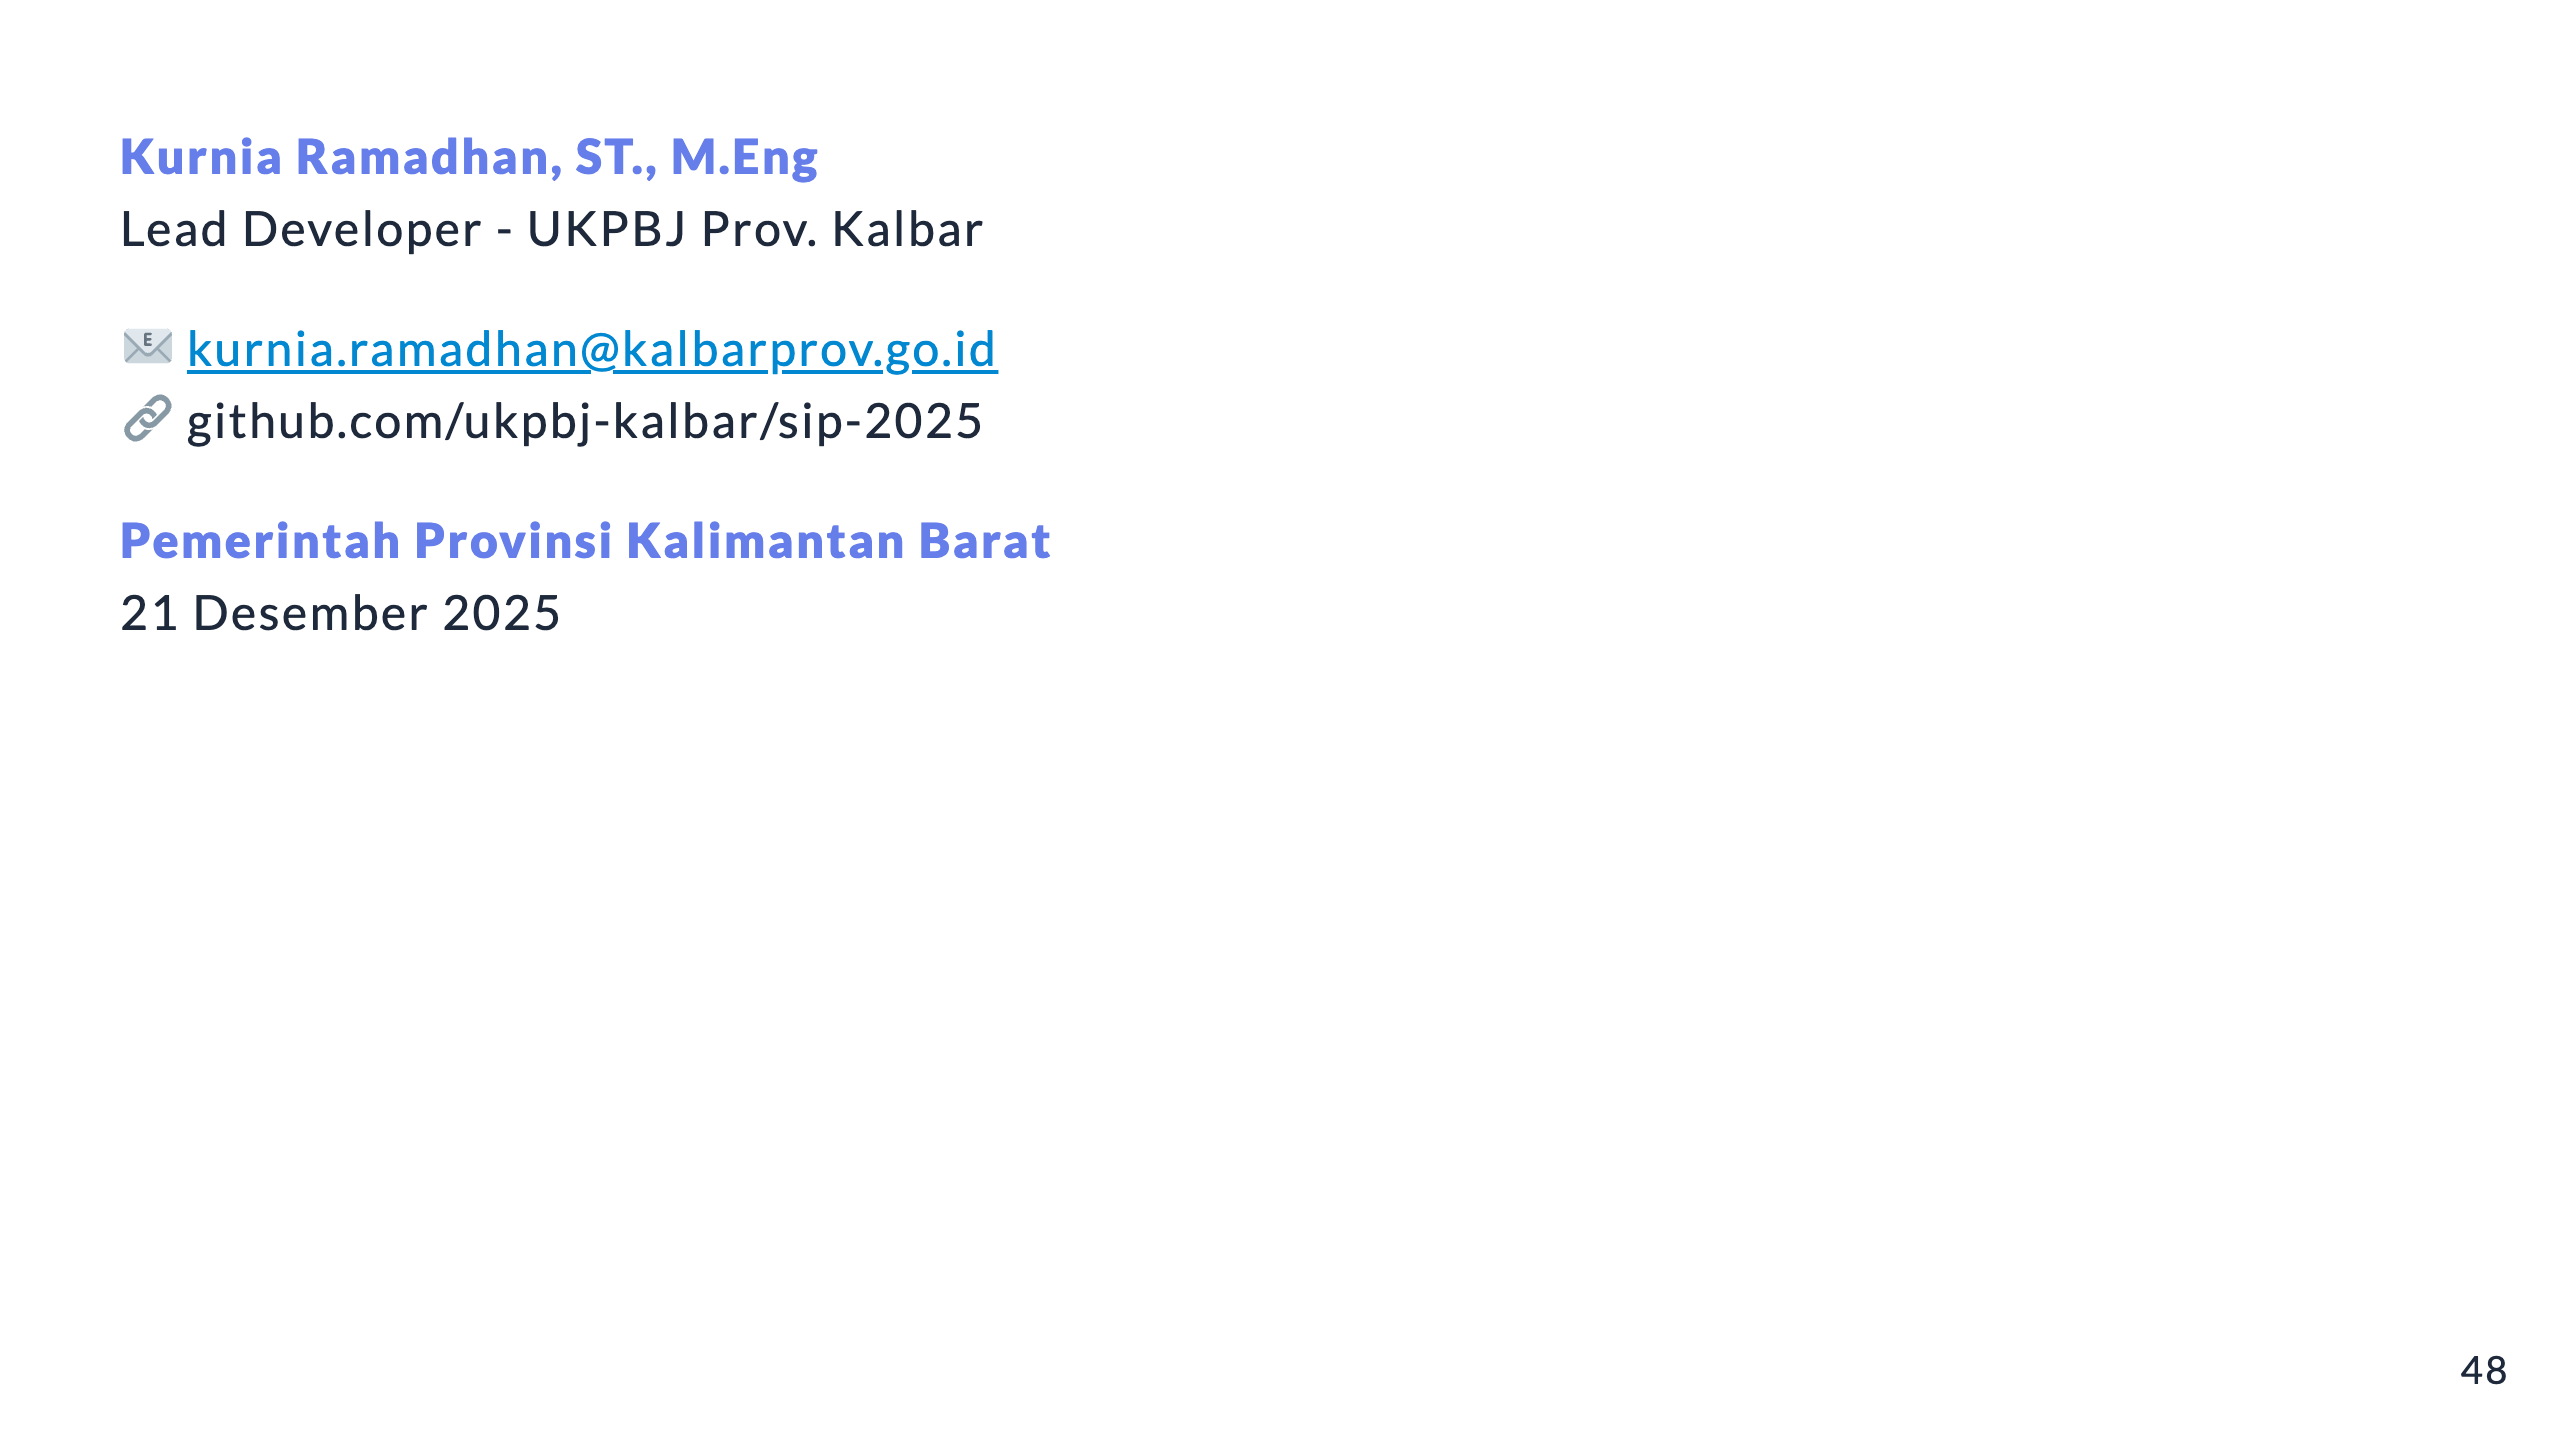 Kurnia Ramadhan, ST., M.Eng
Lead Developer - UKPBJ Prov. Kalbar
📧 kurnia.ramadhan@kalbarprov.go.id
🔗 github.com/ukpbj-kalbar/sip-2025
Pemerintah Provinsi Kalimantan Barat
21 Desember 2025
48